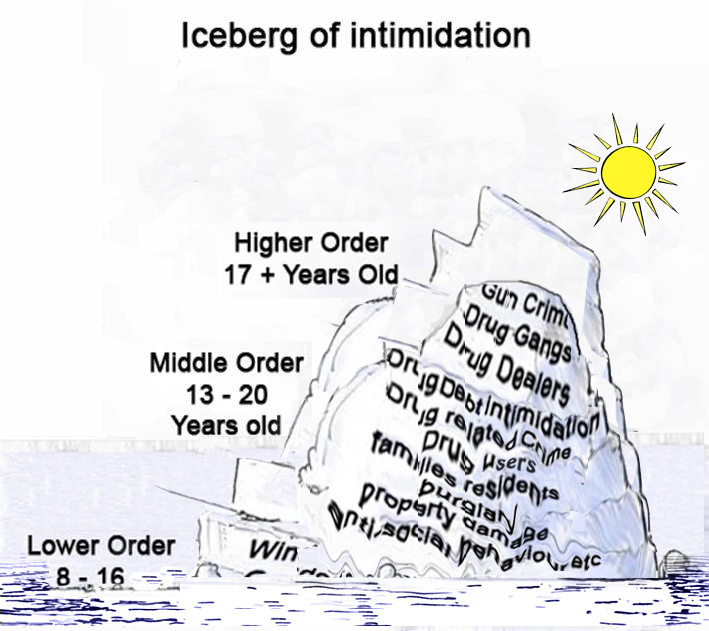 Iceberg of intimidation
Higher Order
17 + Years Old
Gun Crime
Drug Gangs
Drug Dealers
Middle Order
13 - 20
Years old
Drug Debt intimidation
Drug related Crime
Drug users
families residents
burglary
property damage
Anti,social behaviour etc
Lower Order
8 - 16
Win